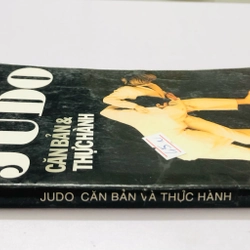 JUDO
CĂN BẢN &
THỰC HÀNH
JUDO CĂN BẢN VÀ THỰC HÀNH